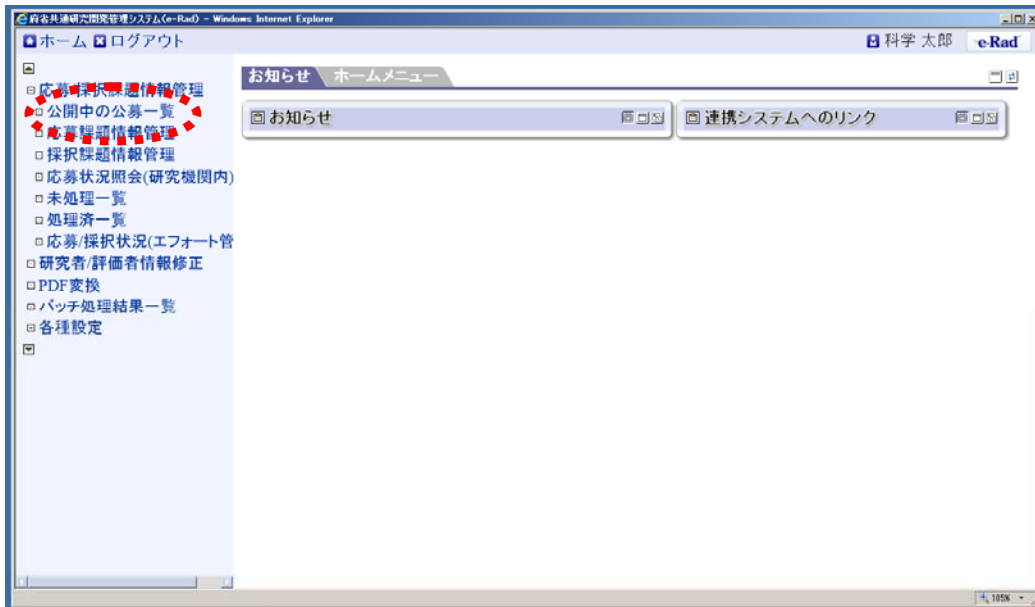 府省共通研究開発管理システム(e-Rad) - Windows Internet Explorer
ホーム ログアウト
科学 太郎
e-Rad
お知らせ ホームメニュー
応募/採択課題情報管理
公開中の公募一覧
応募課題情報管理
採択課題情報管理
応募状況照会(研究機関内)
未処理一覧
処理済一覧
応募/採択状況(エフォート管
研究者/評価者情報修正
PDF変換
バッチ処理結果一覧
各種設定
お知らせ
連携システムへのリンク
105%